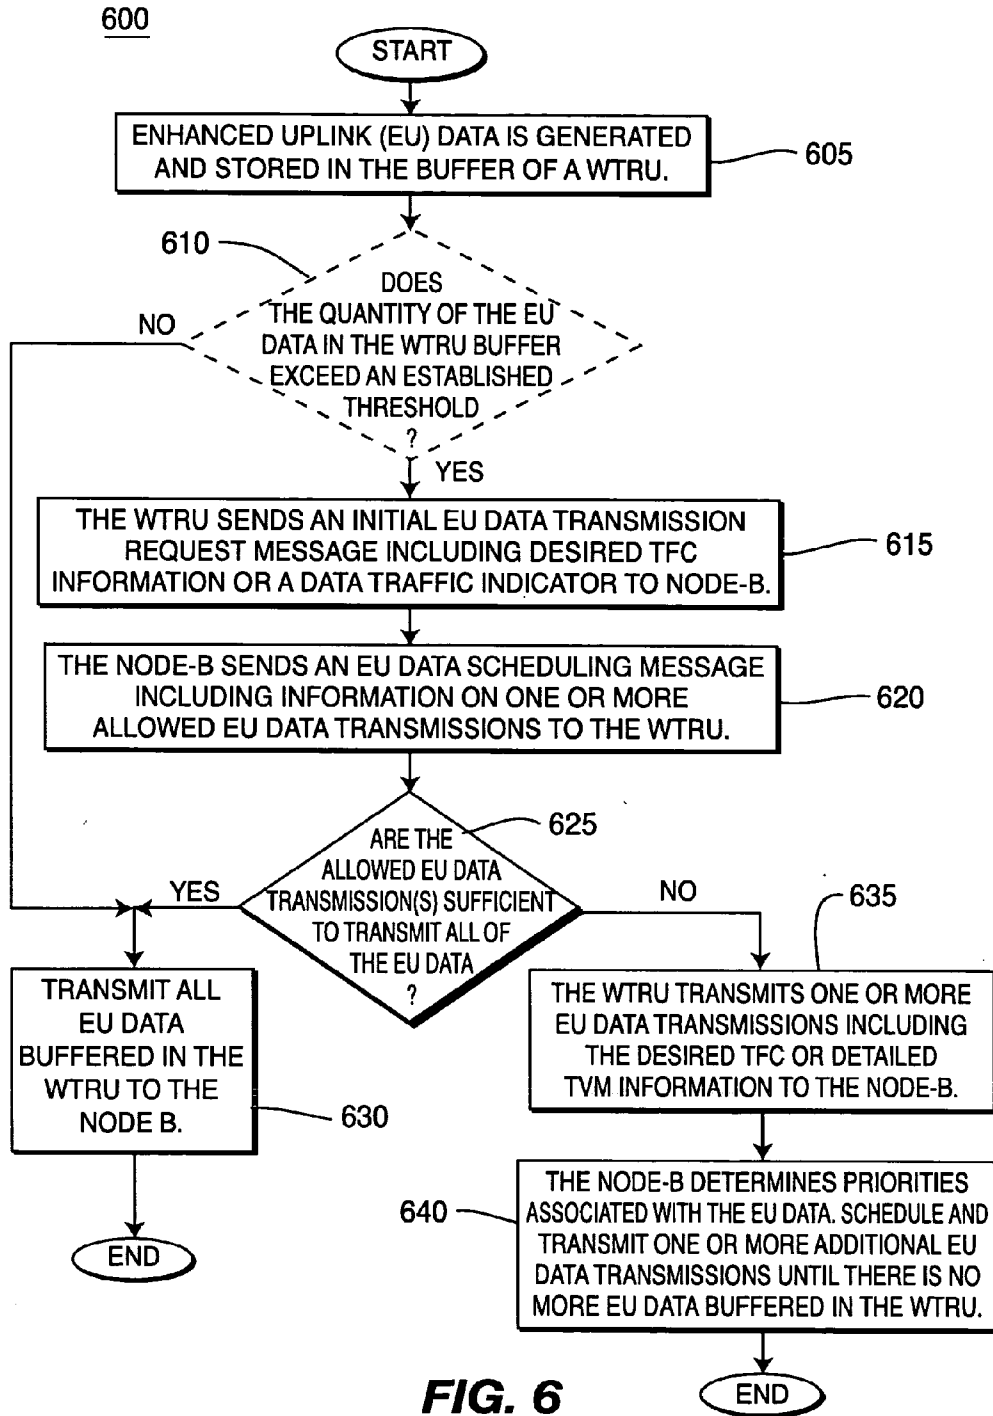 600
START
ENHANCED UPLINK (EU) DATA IS GENERATED
AND STORED IN THE BUFFER OF A WTRU.
605
610
DOES
THE QUANTITY OF THE EU
DATA IN THE WTRU BUFFER
EXCEED AN ESTABLISHED
THRESHOLD
?
NO
YES
THE WTRU SENDS AN INITIAL EU DATA TRANSMISSION
REQUEST MESSAGE INCLUDING DESIRED TFC
INFORMATION OR A DATA TRAFFIC INDICATOR TO NODE-B.
615
THE NODE-B SENDS AN EU DATA SCHEDULING MESSAGE
INCLUDING INFORMATION ON ONE OR MORE
ALLOWED EU DATA TRANSMISSIONS TO THE WTRU.
620
625
ARE THE
ALLOWED EU DATA
TRANSMISSION(S) SUFFICIENT
TO TRANSMIT ALL OF
THE EU DATA
?
YES
NO
TRANSMIT ALL
EU DATA
BUFFERED IN THE
WTRU TO THE
NODE B.
630
END
635
THE WTRU TRANSMITS ONE OR MORE
EU DATA TRANSMISSIONS INCLUDING
THE DESIRED TFC OR DETAILED
TVM INFORMATION TO THE NODE-B.
640
THE NODE-B DETERMINES PRIORITIES
ASSOCIATED WITH THE EU DATA. SCHEDULE AND
TRANSMIT ONE OR MORE ADDITIONAL EU
DATA TRANSMISSIONS UNTIL THERE IS NO
MORE EU DATA BUFFERED IN THE WTRU.
END
FIG. 6